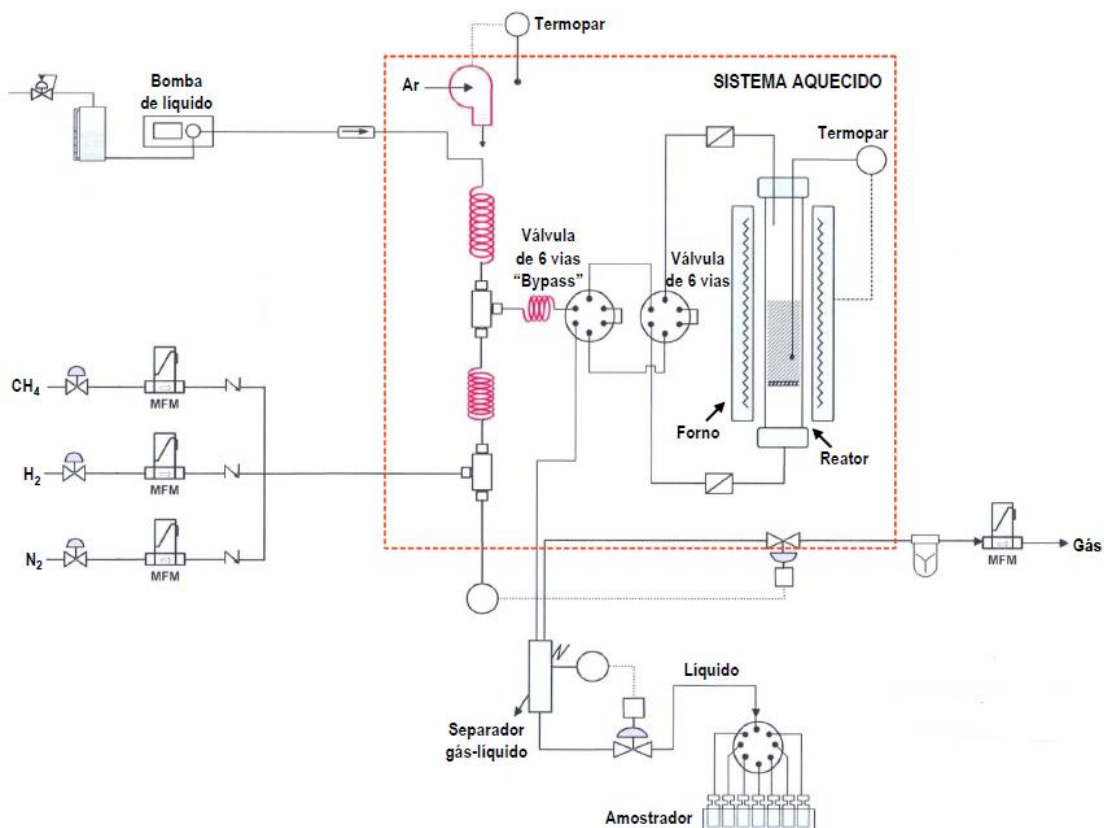 Termopar
SISTEMA AQUECIDO
Ar
Bomba
de líquido
Termopar
Válvula
de 6 vias
“Bypass”
Válvula
de 6 vias
CH4
MFM
Forno
Reator
H2
MFM
N2
MFM
MFM
Gás
Líquido
Separador
gás-líquido
Amostrador